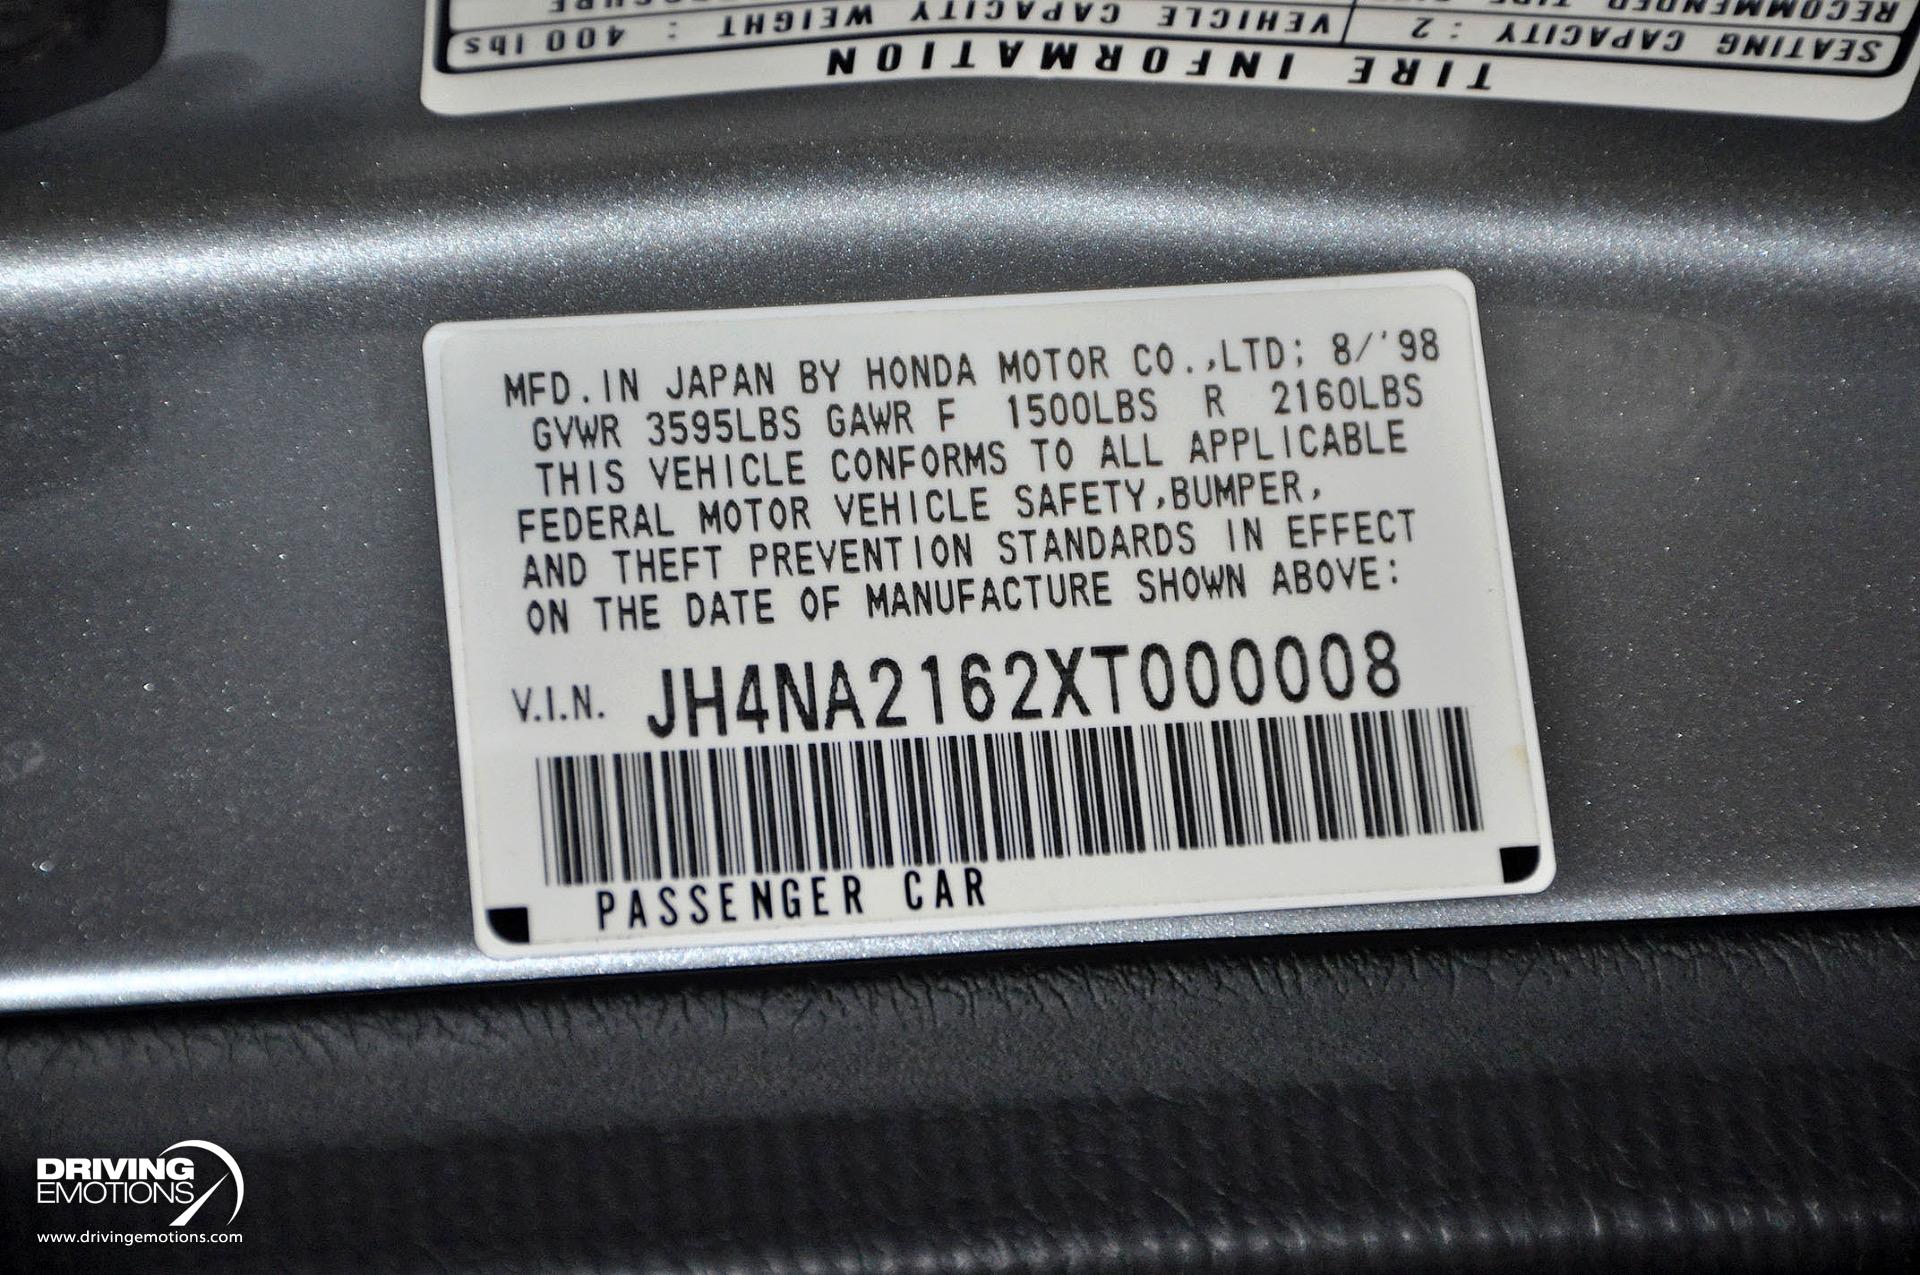 TIRE INFORMATION
SEATING CAPACITY : 2
VEHICLE CAPACITY WEIGHT : 400 lbs
MFD.IN JAPAN BY HONDA MOTOR CO.,LTD; 8/'98
GVWR 3595LBS GAWR F 1500LBS R 2160LBS
THIS VEHICLE CONFORMS TO ALL APPLICABLE
FEDERAL MOTOR VEHICLE SAFETY,BUMPER,
AND THEFT PREVENTION STANDARDS IN EFFECT
ON THE DATE OF MANUFACTURE SHOWN ABOVE:
V.I.N. JH4NA2162XT000008
PASSENGER CAR
DRIVING
EMOTIONS
www.drivingemotions.com